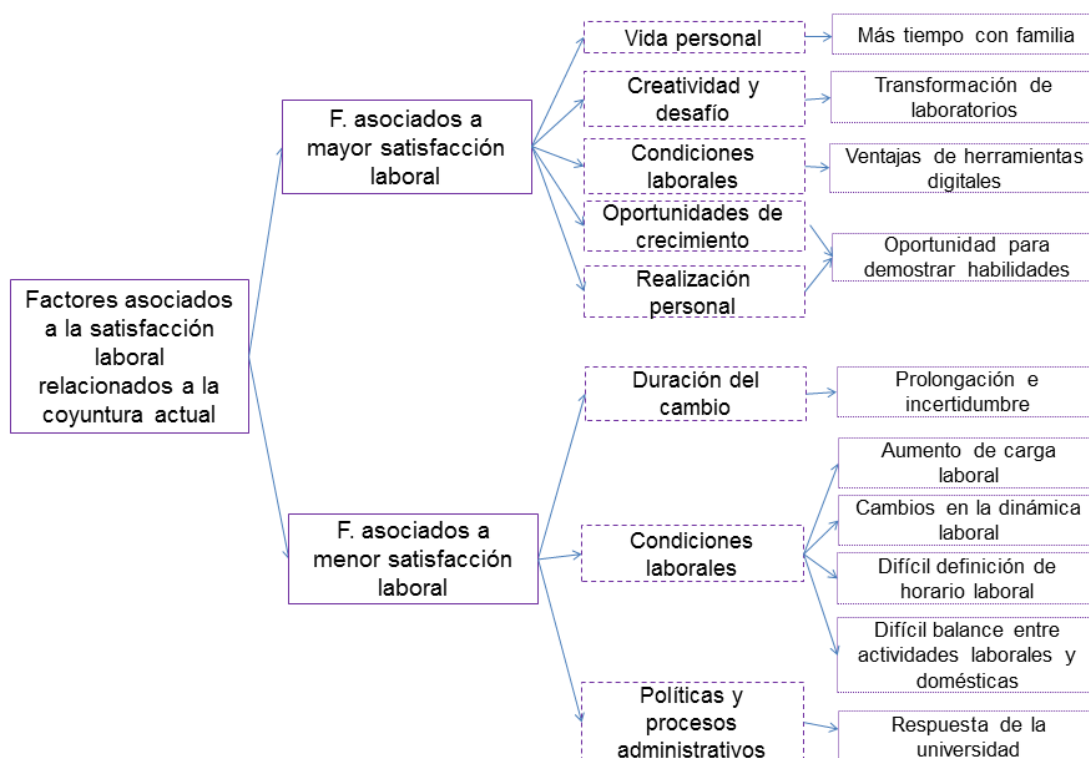 Factores asociados
a la satisfacción
laboral
relacionados a la
coyuntura actual
F. asociados a
mayor satisfacción
laboral
Vida personal
Más tiempo con familia
Creatividad y
desafío
Transformación de
laboratorios
Condiciones
laborales
Ventajas de herramientas
digitales
Oportunidades de
crecimiento
Realización
personal
Oportunidad para
demostrar habilidades
F. asociados a
menor satisfacción
laboral
Duración del
cambio
Prolongación e
incertidumbre
Condiciones
laborales
Aumento de carga
laboral
Cambios en la dinámica
laboral
Difícil definición de
horario laboral
Difícil balance entre
actividades laborales y
domésticas
Políticas y
procesos
administrativos
Respuesta de la
universidad